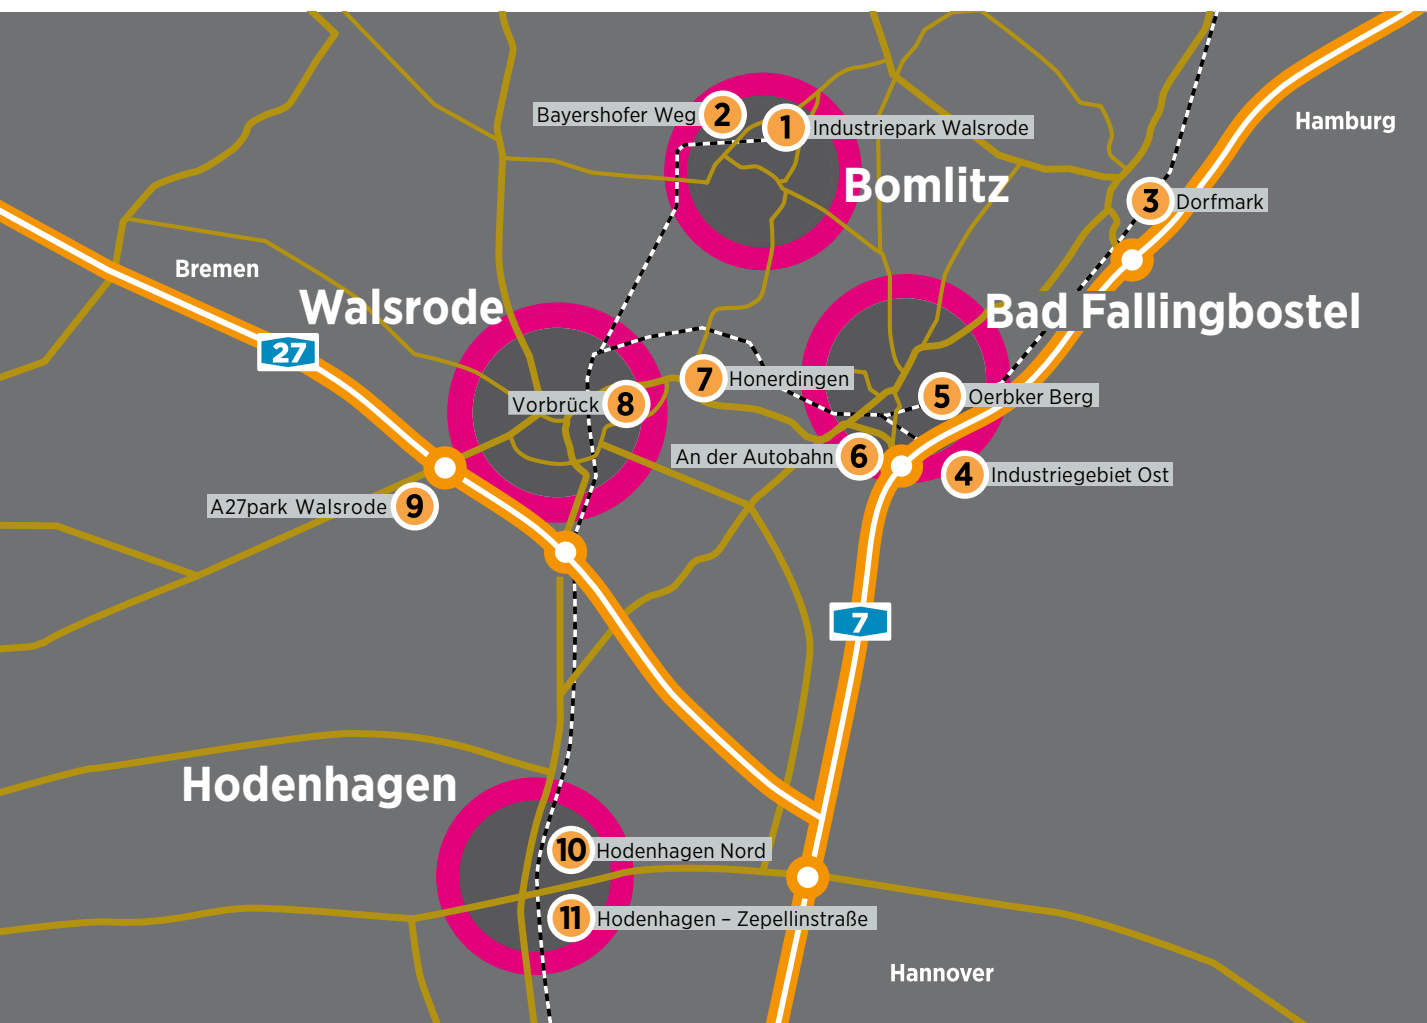 Hamburg
Bayershofer Weg 2
1 Industriepark Walsrode
Bomlitz
3 Dorfmark
Bremen
Walsrode
Bad Fallingbostel
27
7 Honerdingen
Vorbrück 8
5 Oerbker Berg
An der Autobahn 6
4 Industriegebiet Ost
A27park Walsrode 9
7
Hodenhagen
10 Hodenhagen Nord
11 Hodenhagen – Zepellinstraße
Hannover